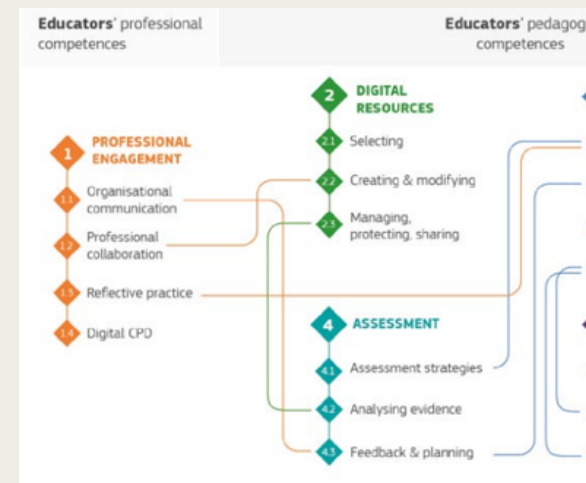 Educators' professional
competences
Educators' pedagog
competences
1
PROFESSIONAL
ENGAGEMENT
1.1
Organisational
communication
1.2
Professional
collaboration
1.3
Reflective practice
1.4
Digital CPD
2
DIGITAL
RESOURCES
2.1
Selecting
2.2
Creating & modifying
2.3
Managing,
protecting, sharing
4
ASSESSMENT
4.1
Assessment strategies
4.2
Analysing evidence
4.3
Feedback & planning